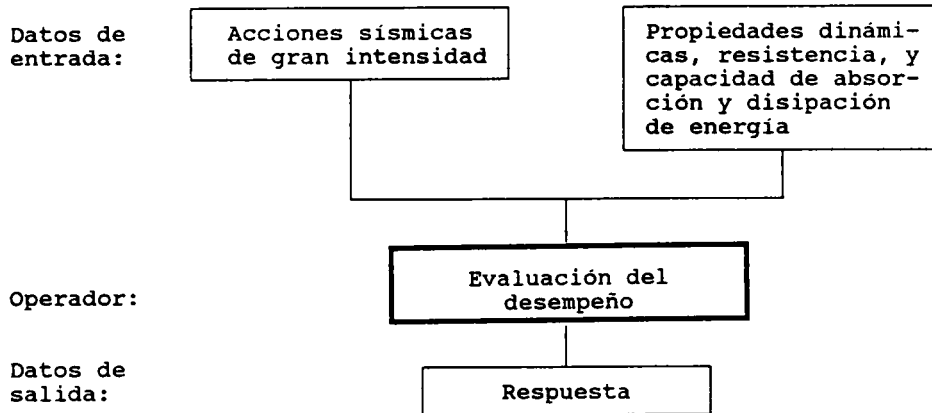 Datos de
entrada:
Acciones sísmicas
de gran intensidad
Propiedades dinámi-
cas, resistencia, y
capacidad de absor-
ción y disipación
de energía
Operador:
Evaluación del
desempeño
Datos de
salida:
Respuesta